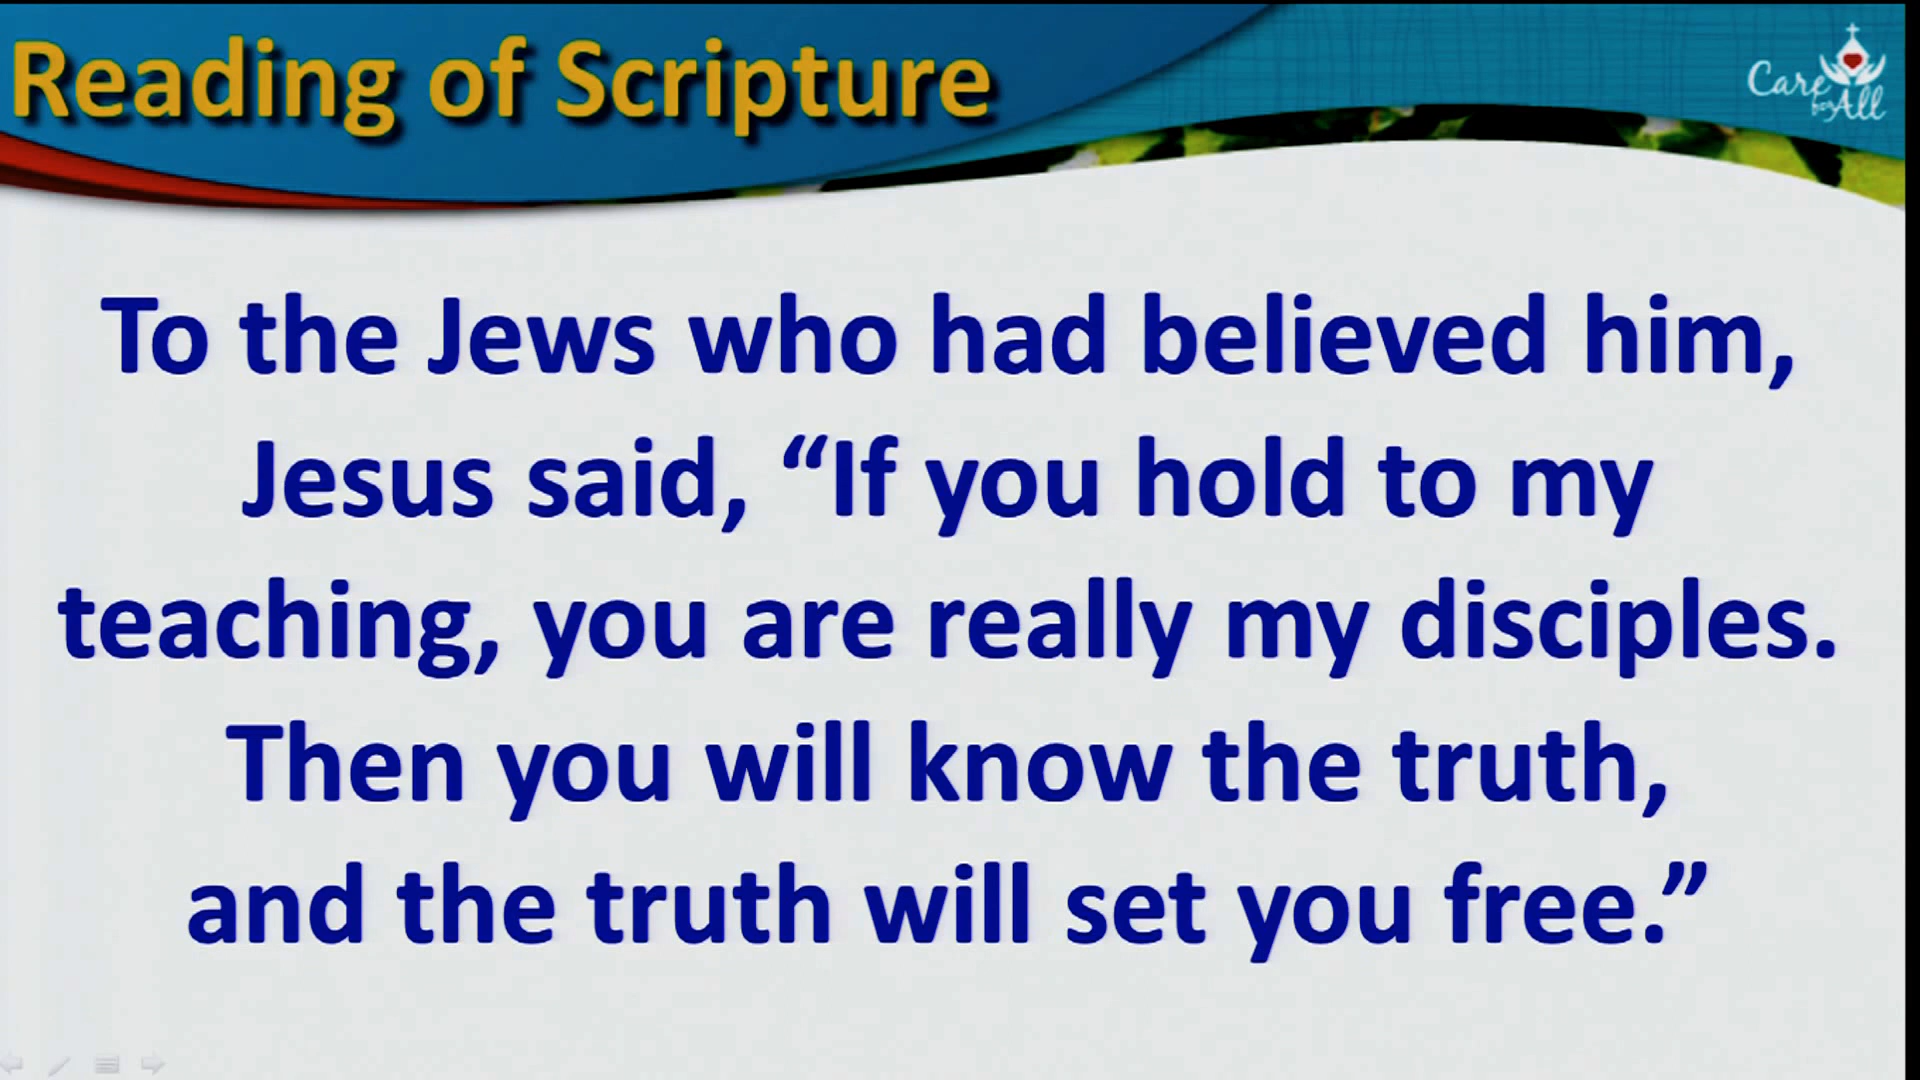 Reading of Scripture
Care
for All
To the Jews who had believed him,
Jesus said, “If you hold to my
teaching, you are really my disciples.
Then you will know the truth,
and the truth will set you free.”